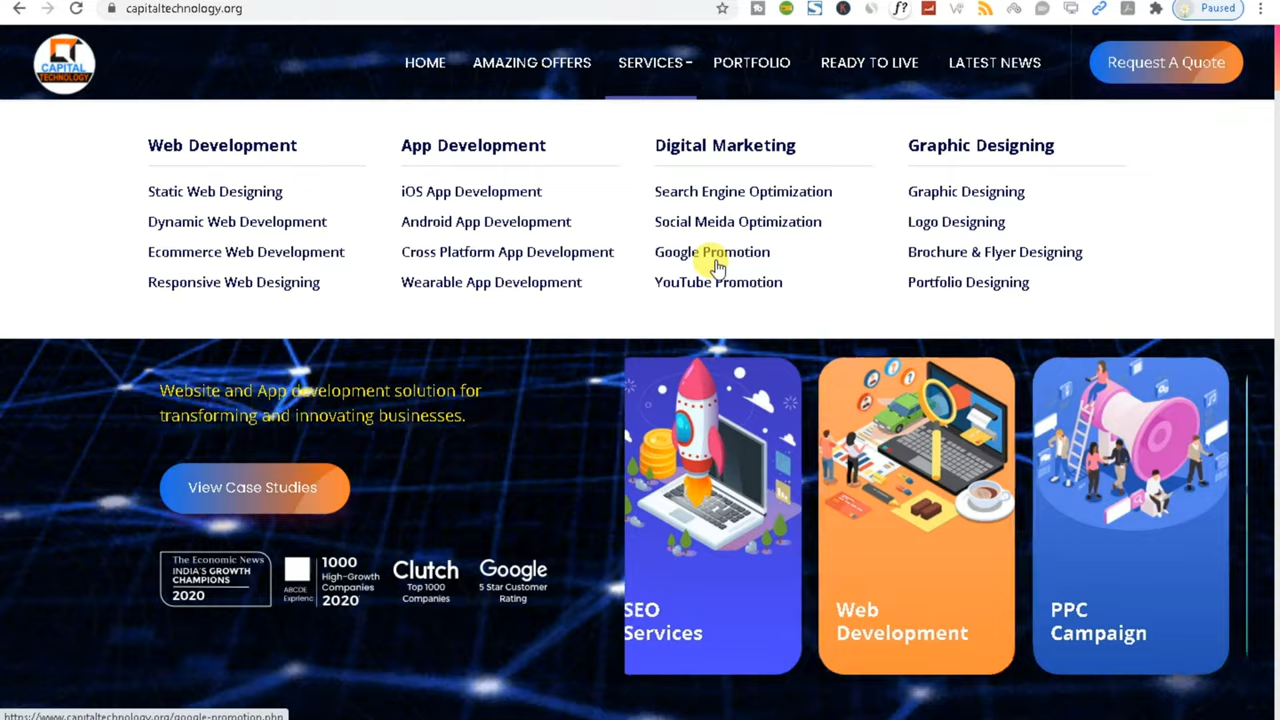 capitaltechnology.org
Paused
CAPITAL
TECHNOLOGY
HOME
AMAZING OFFERS
SERVICES
PORTFOLIO
READY TO LIVE
LATEST NEWS
Request A Quote
Web Development
Static Web Designing
Dynamic Web Development
Ecommerce Web Development
Responsive Web Designing
App Development
iOS App Development
Android App Development
Cross Platform App Development
Wearable App Development
Digital Marketing
Search Engine Optimization
Social Meida Optimization
Google Promotion
YouTube Promotion
Graphic Designing
Graphic Designing
Logo Designing
Brochure & Flyer Designing
Portfolio Designing
Website and App development solution for
transforming and innovating businesses.
View Case Studies
The Economic News
INDIA'S GROWTH
CHAMPIONS
2020
ABCDE
Exprienc
1000
High-Growth
Companies
2020
Clutch
Top 1000
Companies
Google
5 Star Customer
Rating
SEO
Services
Web
Development
PPC
Campaign
https://www.capitaltechnology.org/google-promotion.php